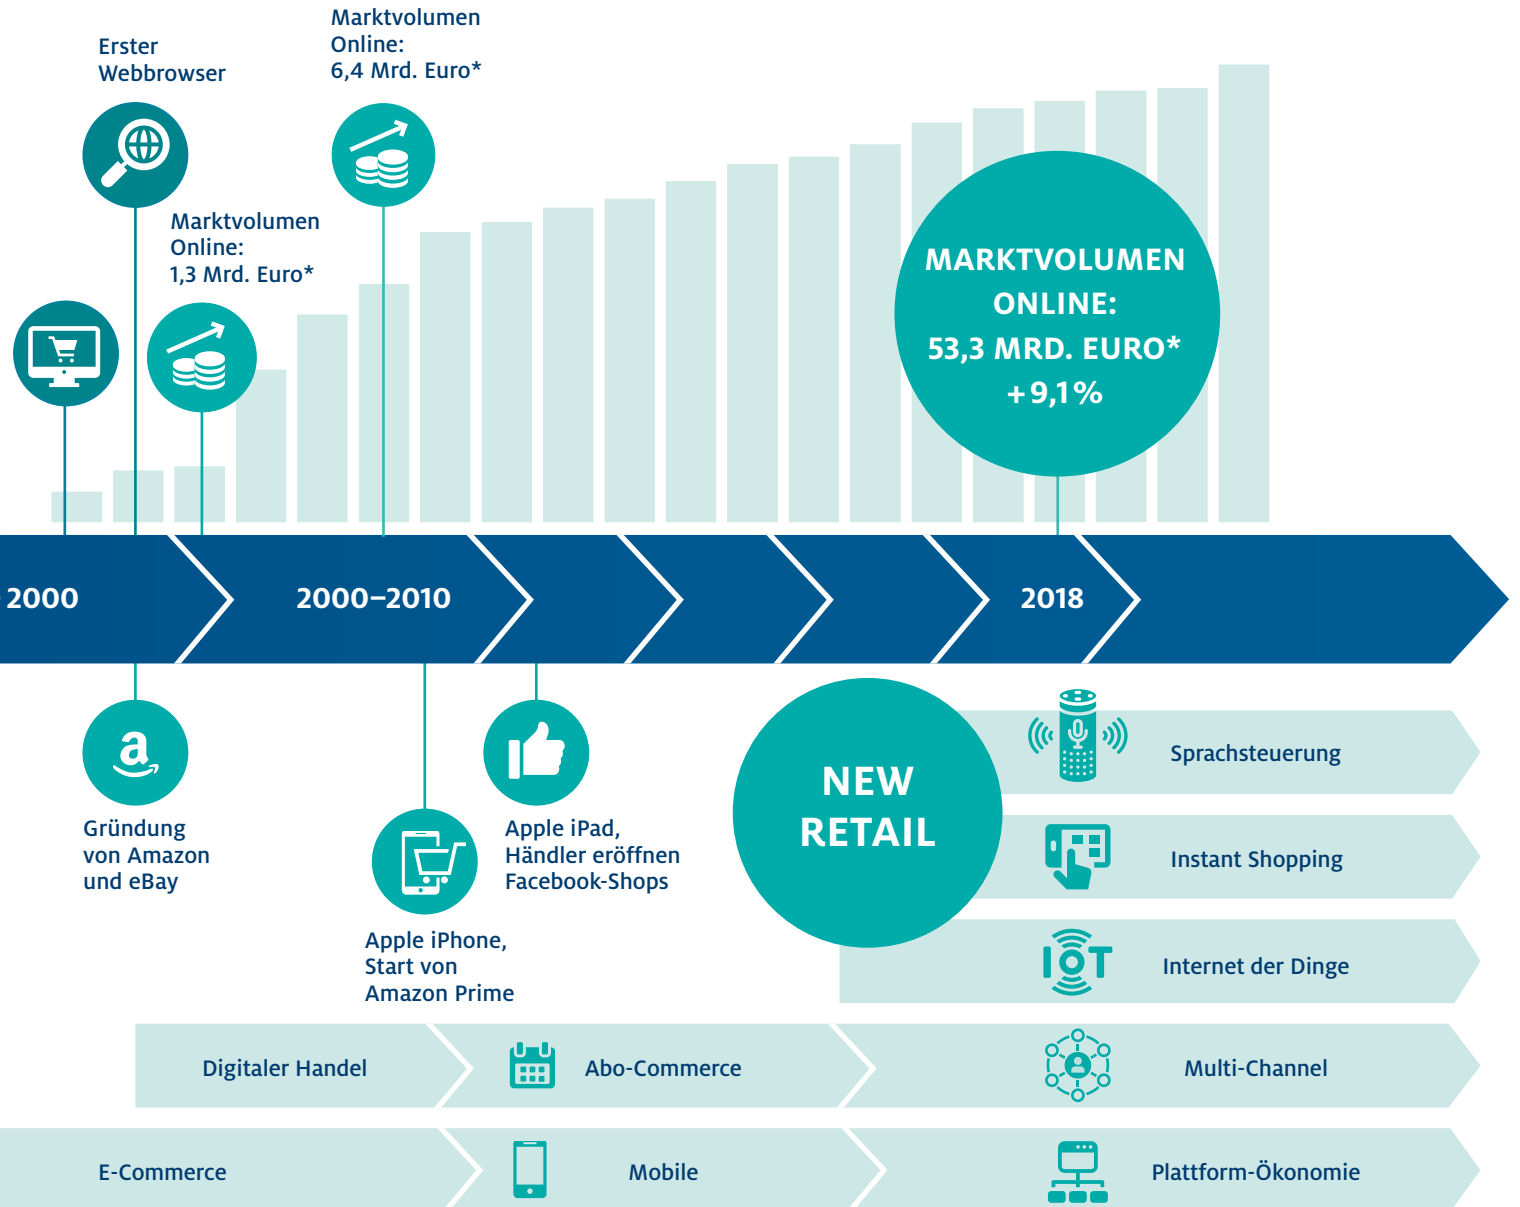 Marktvolumen
Online:
6,4 Mrd. Euro*
Erster
Webbrowser
Marktvolumen
Online:
1,3 Mrd. Euro*
MARKTVOLUMEN
ONLINE:
53,3 MRD. EURO*
+9,1%
2000
2000–2010
2018
a
Gründung
von Amazon
und eBay
Apple iPhone,
Start von
Amazon Prime
Apple iPad,
Händler eröffnen
Facebook-Shops
NEW
RETAIL
Sprachsteuerung
Instant Shopping
IOT
Internet der Dinge
Digitaler Handel
Abo-Commerce
Multi-Channel
E-Commerce
Mobile
Plattform-Ökonomie